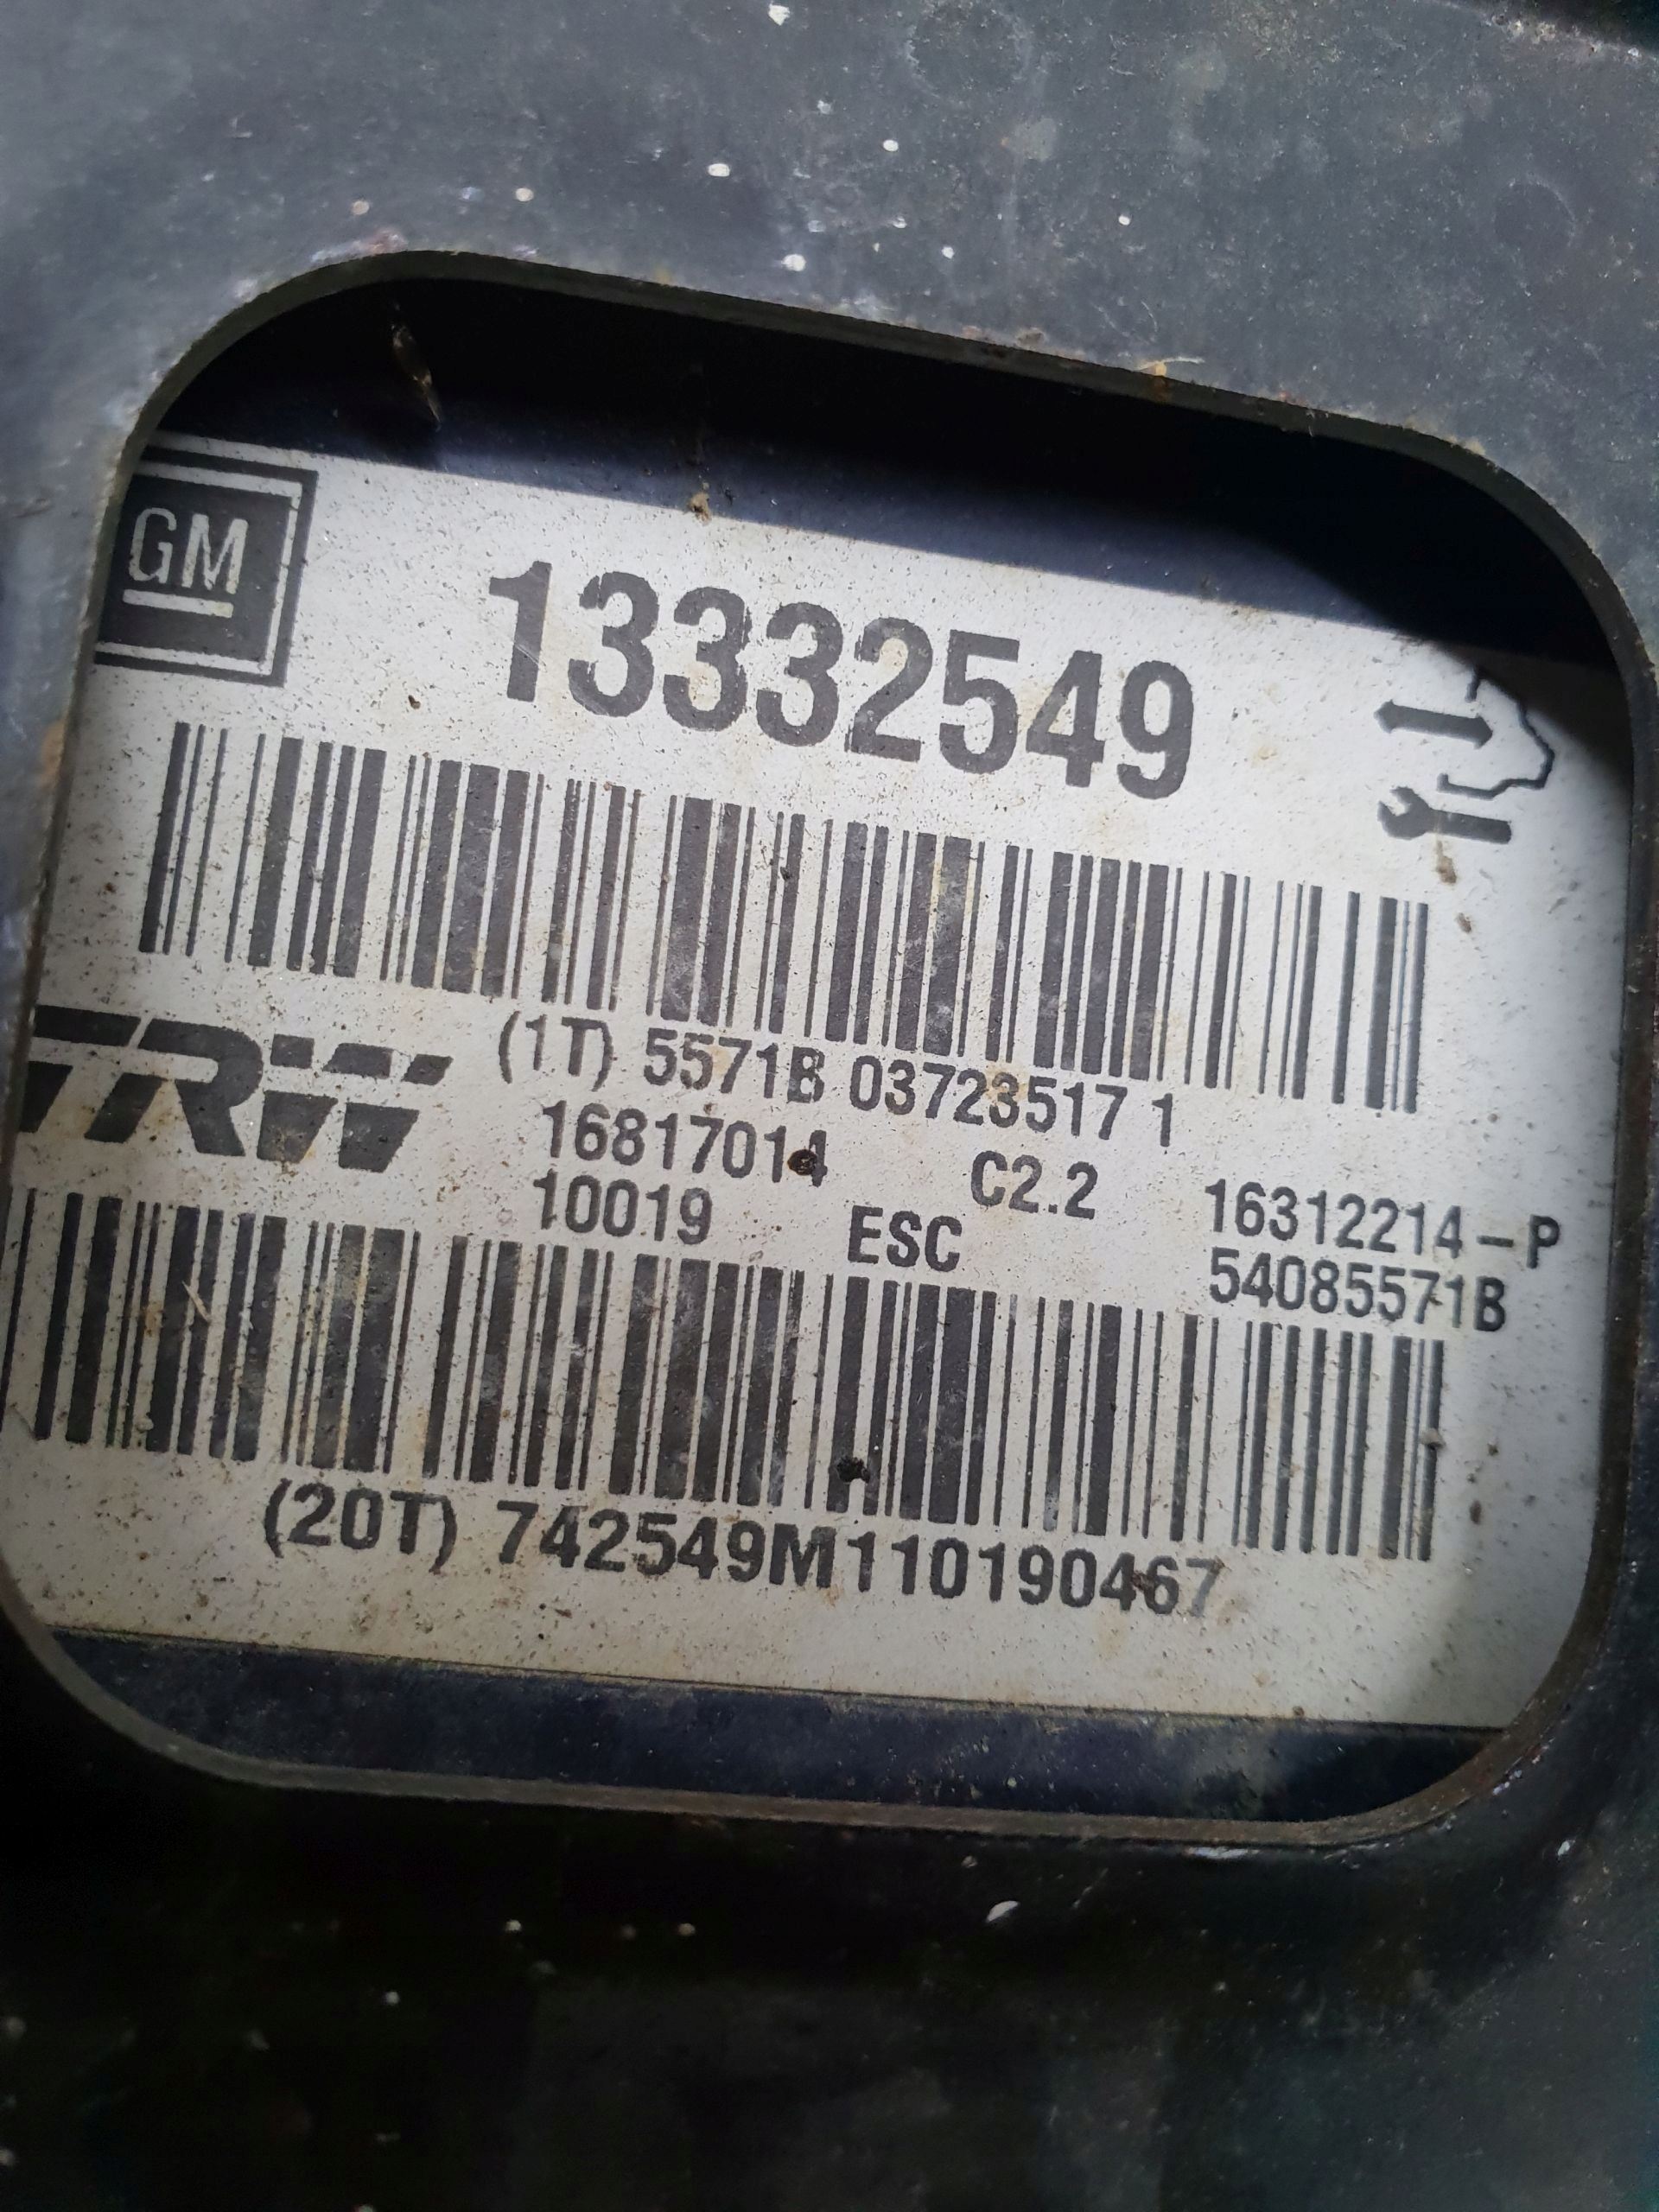 GM
13332549
(1T) 5571B 03723517 1
TRW
16817014 C2.2 16312214-P
10019 ESC 54085571B
(20T) 742549M110190467